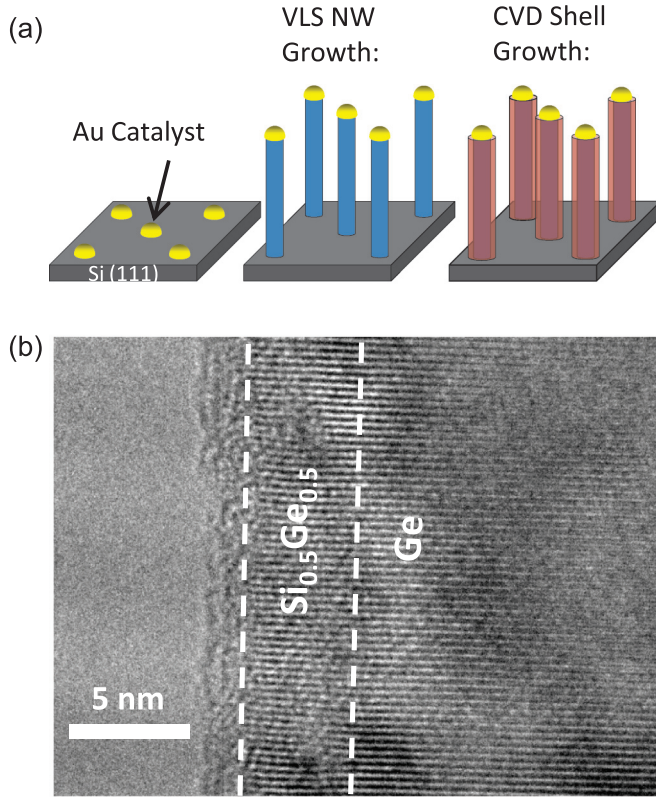 (a)
VLS NW
Growth:
CVD Shell
Growth:
Au Catalyst
Si (111)
(b)
Si0.5Ge0.5
Ge
5 nm